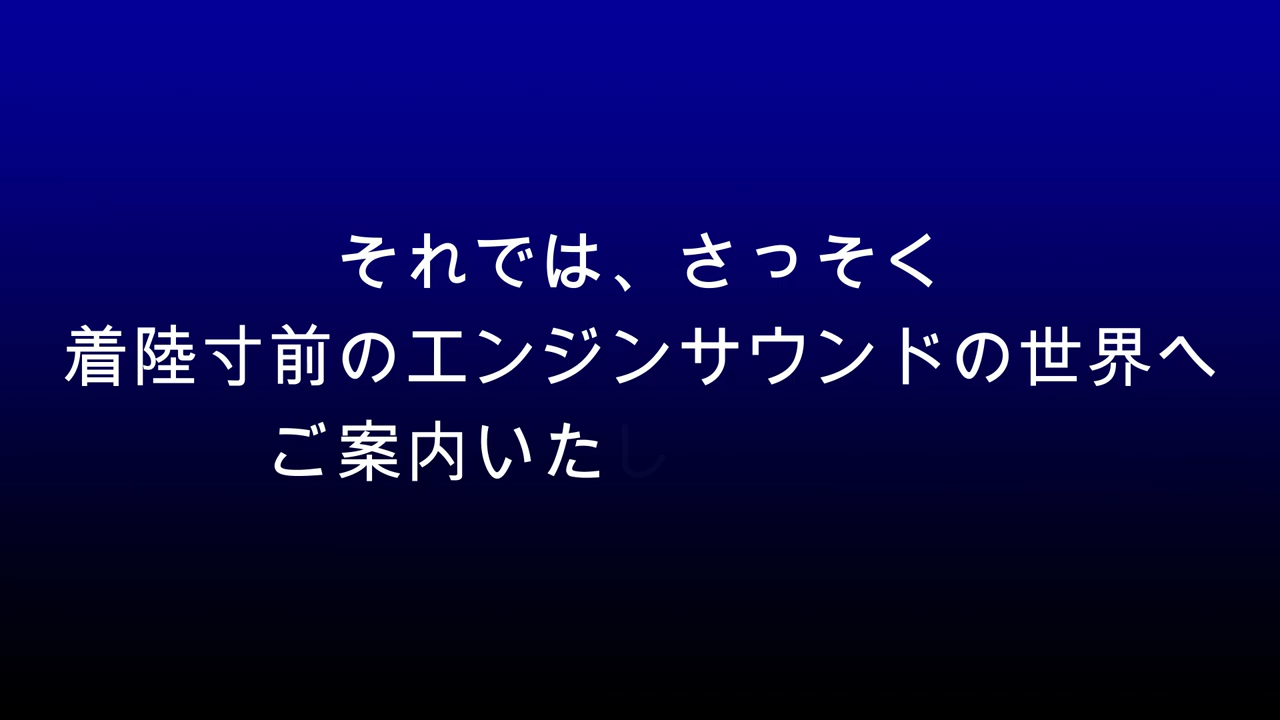 それでは、さっそく
着陸寸前のエンジンサウンドの世界へ
ご案内いたし